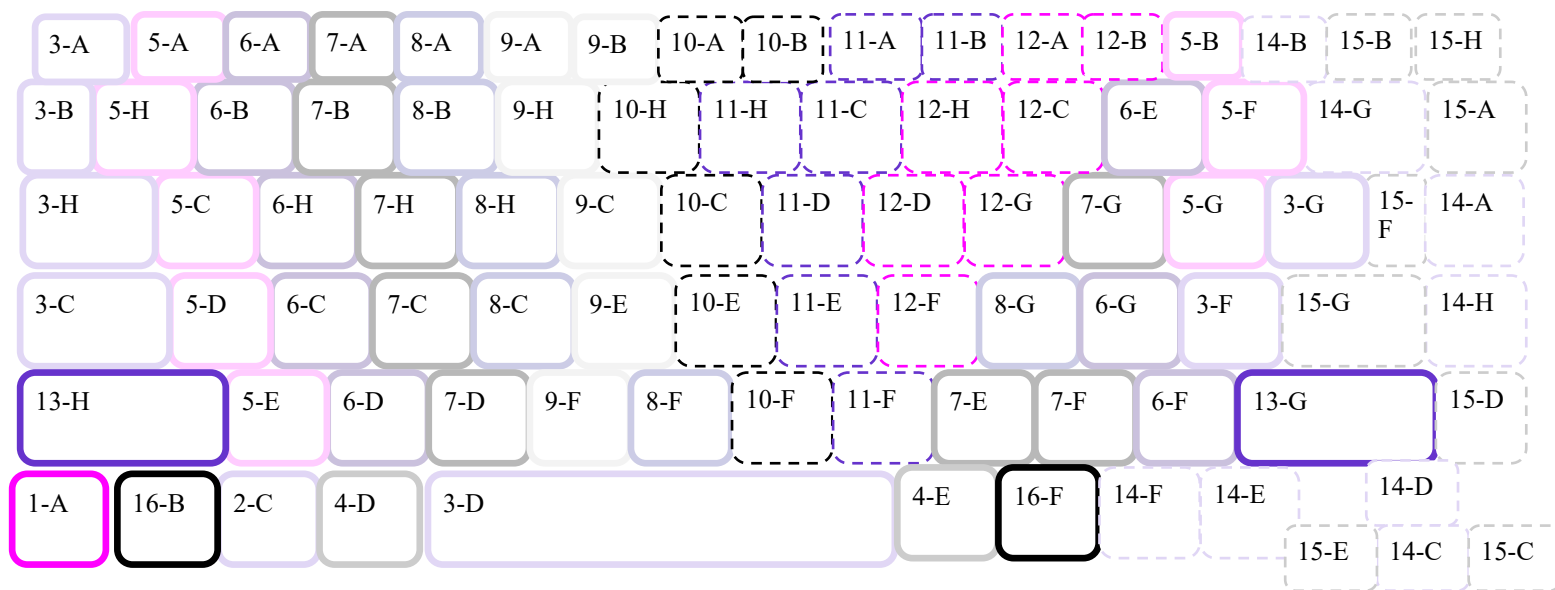 3-A 5-A 6-A 7-A 8-A 9-A 9-B 10-A 10-B 11-A 11-B 12-A 12-B 5-B 14-B 15-B 15-H
3-B 5-H 6-B 7-B 8-B 9-H 10-H 11-H 11-C 12-H 12-C 6-E 5-F 14-G 15-A
3-H 5-C 6-H 7-H 8-H 9-C 10-C 11-D 12-D 12-G 7-G 5-G 3-G 15-F 14-A
3-C 5-D 6-C 7-C 8-C 9-E 10-E 11-E 12-F 8-G 6-G 3-F 15-G 14-H
13-H 5-E 6-D 7-D 9-F 8-F 10-F 11-F 7-E 7-F 6-F 13-G 15-D
1-A 16-B 2-C 4-D 3-D 4-E 16-F 14-F 14-E 14-D
15-E 14-C 15-C